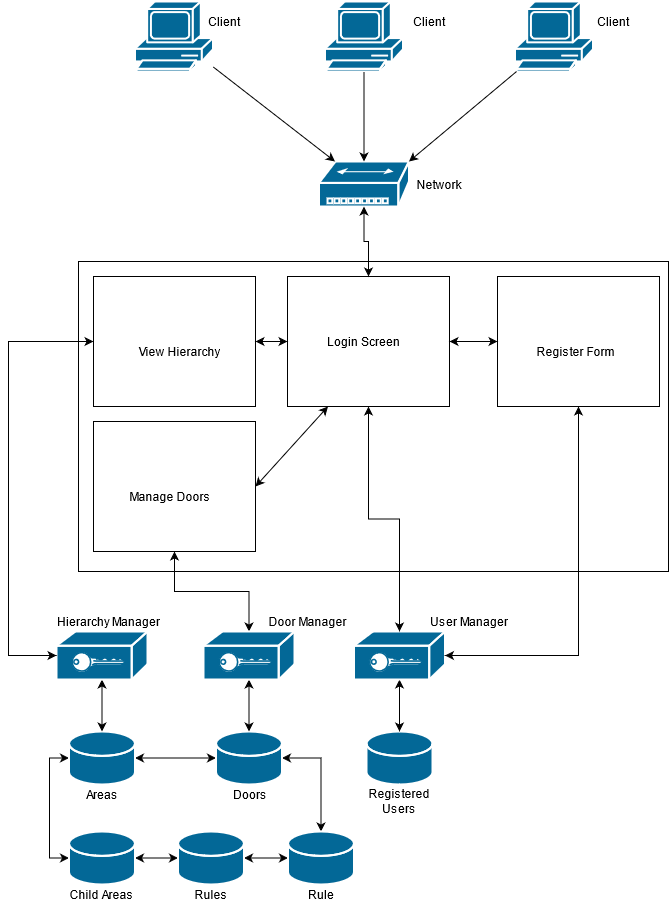 Client
Client
Client
Network
View Hierarchy
Login Screen
Register Form
Manage Doors
Hierarchy Manager
Door Manager
User Manager
Areas
Doors
Registered
Users
Child Areas
Rules
Rule